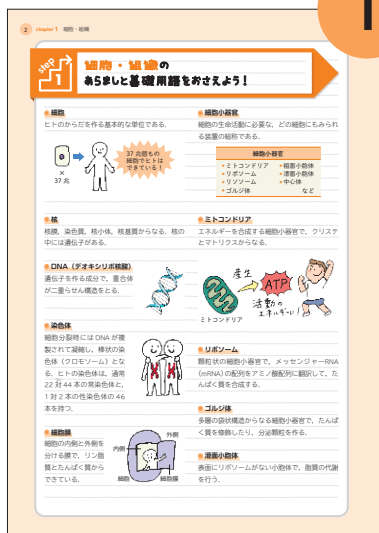 2 chapter 1 細胞・組織
1
step 1
細胞・組織の
あらましと基礎用語をおさえよう！
細胞
ヒトのからだを作る基本的な単位である．
×
37 兆
37 兆個もの
細胞でヒトは
できている！
核
核膜，染色質，核小体，核基質からなる．核の
中には遺伝子がある．
DNA（デオキシリボ核酸）
遺伝子を作る成分で，重合体
が二重らせん構造をとる．
染色体
細胞分裂時には DNA が複
製されて凝縮し，棒状の染
色体（クロモソーム）とな
る．ヒトの染色体は，通常
22 対 44 本の常染色体と，
1 対 2 本の性染色体の 46
本を持つ．
細胞膜
細胞の内側と外側を
分ける膜で，リン脂
質とたんぱく質から
できている．
内側
外側
細胞
細胞膜
細胞小器官
細胞の生命活動に必要な，どの細胞にもみられ
る装置の総称である．
細胞小器官
・ミトコンドリア ・粗面小胞体
・リボソーム ・滑面小胞体
・リソソーム ・中心体
・ゴルジ体 など
ミトコンドリア
エネルギーを合成する細胞小器官で，クリステ
とマトリクスからなる．
産生
ATP
活動の
エネルギー！
ミトコンドリア
リボソーム
顆粒状の細胞小器官で，メッセンジャーRNA
（mRNA）の配列をアミノ酸配列に翻訳して，た
んぱく質を合成する．
ゴルジ体
多層の袋状構造からなる細胞小器官で，たんぱ
く質を修飾したり，分泌顆粒を作る．
滑面小胞体
表面にリボソームがない小胞体で，脂質の代謝
を行う．